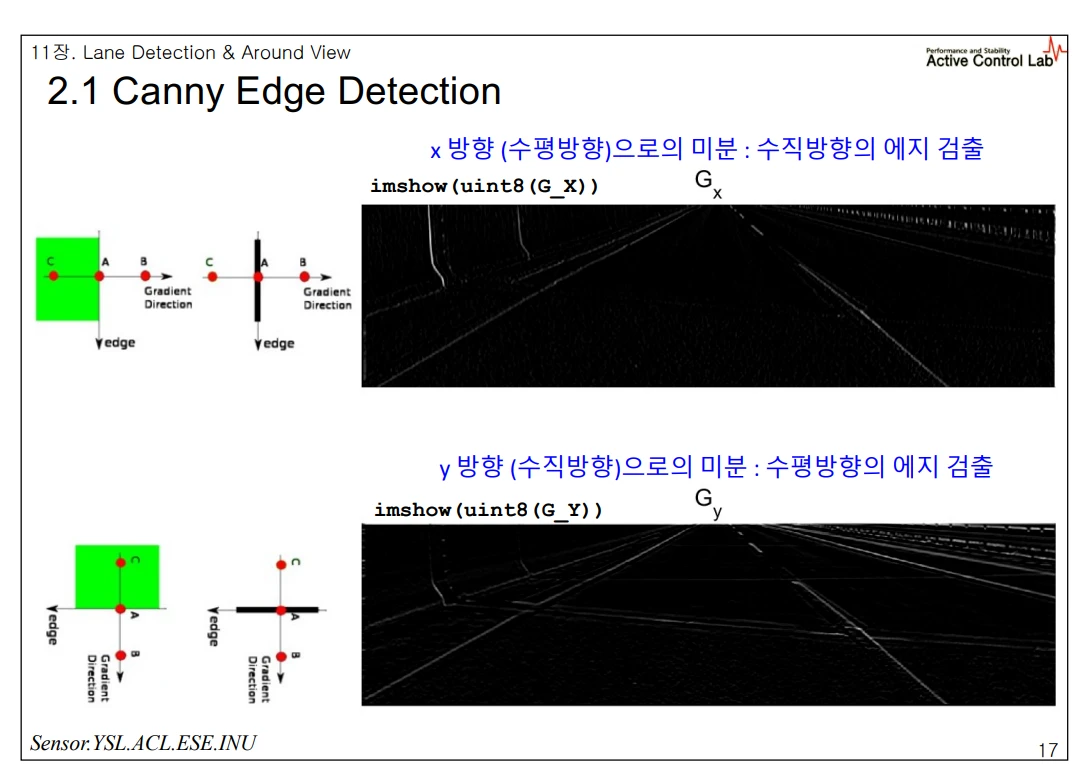 11장. Lane Detection & Around View
Performance and Stability
Active Control Lab
2.1 Canny Edge Detection
x 방향 (수평방향)으로의 미분 : 수직방향의 에지 검출
imshow(uint8(G_X))
Gx
C A B
Gradient
Direction
edge
C A B
Gradient
Direction
edge
y 방향 (수직방향)으로의 미분 : 수평방향의 에지 검출
imshow(uint8(G_Y))
Gy
C
A
B
Gradient
Direction
edge
C
A
B
Gradient
Direction
edge
Sensor.YSL.ACL.ESE.INU
17